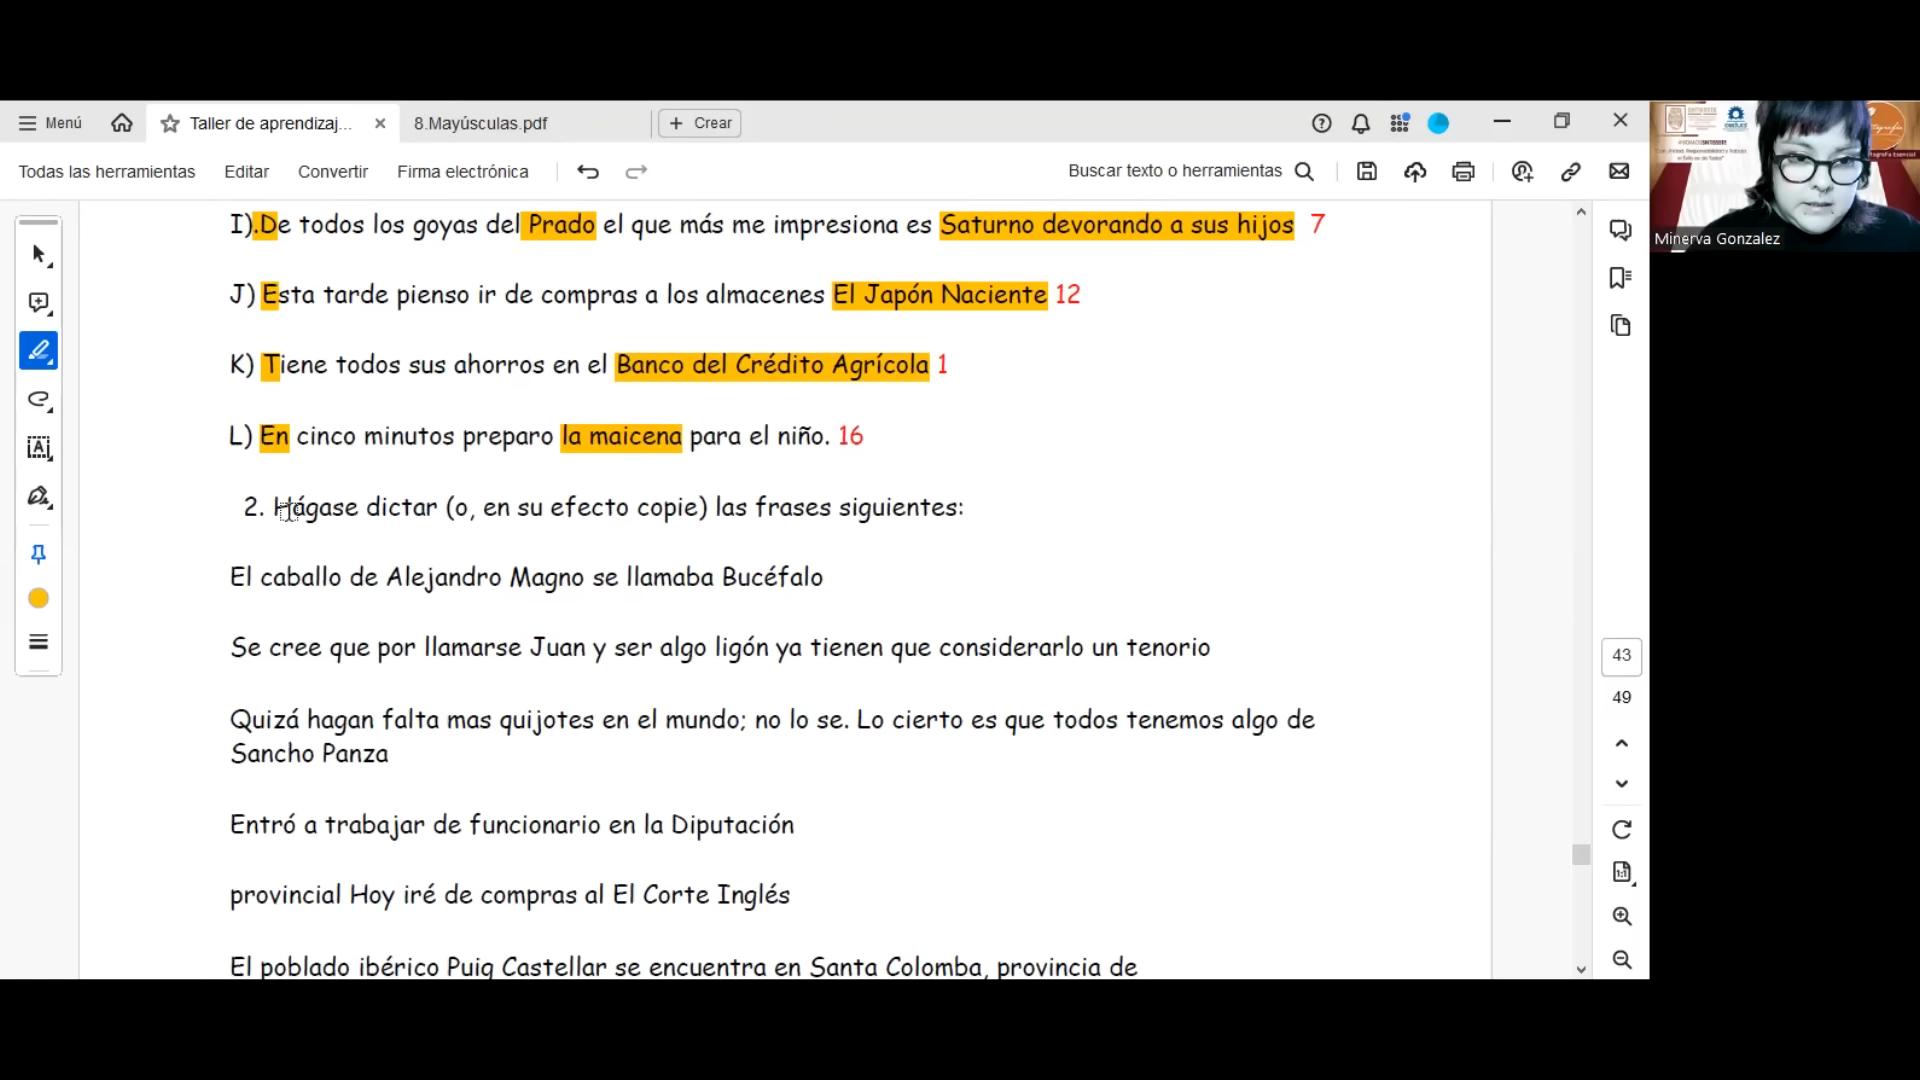 Menú
Taller de aprendizaj...
8.Mayúsculas.pdf
Crear
Todas las herramientas
Editar
Convertir
Firma electrónica
Buscar texto o herramientas
I).De todos los goyas del Prado el que más me impresiona es Saturno devorando a sus hijos 7
J) Esta tarde pienso ir de compras a los almacenes El Japón Naciente 12
K) Tiene todos sus ahorros en el Banco del Crédito Agrícola 1
L) En cinco minutos preparo la maicena para el niño. 16
2. Hágase dictar (o, en su efecto copie) las frases siguientes:
El caballo de Alejandro Magno se llamaba Bucéfalo
Se cree que por llamarse Juan y ser algo ligón ya tienen que considerarlo un tenorio
Quizá hagan falta mas quijotes en el mundo; no lo se. Lo cierto es que todos tenemos algo de
Sancho Panza
Entró a trabajar de funcionario en la Diputación
provincial Hoy iré de compras al El Corte Inglés
El poblado ibérico Puig Castellar se encuentra en Santa Colomba, provincia de
43
49
Minerva Gonzalez